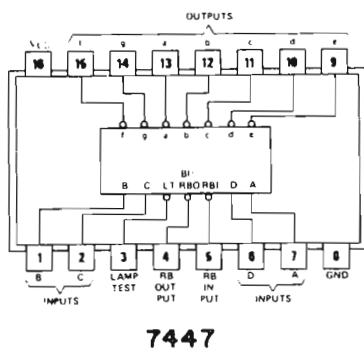 OUTPUTS
VCC f g a b c d e
16 15 14 13 12 11 10 9
f g a b c d e
BI/
B C LT RBO RBI D A
1 2 3 4 5 6 7 8
B C LAMP RB RB D A GND
TEST OUT IN
PUT PUT
INPUTS INPUTS
7447